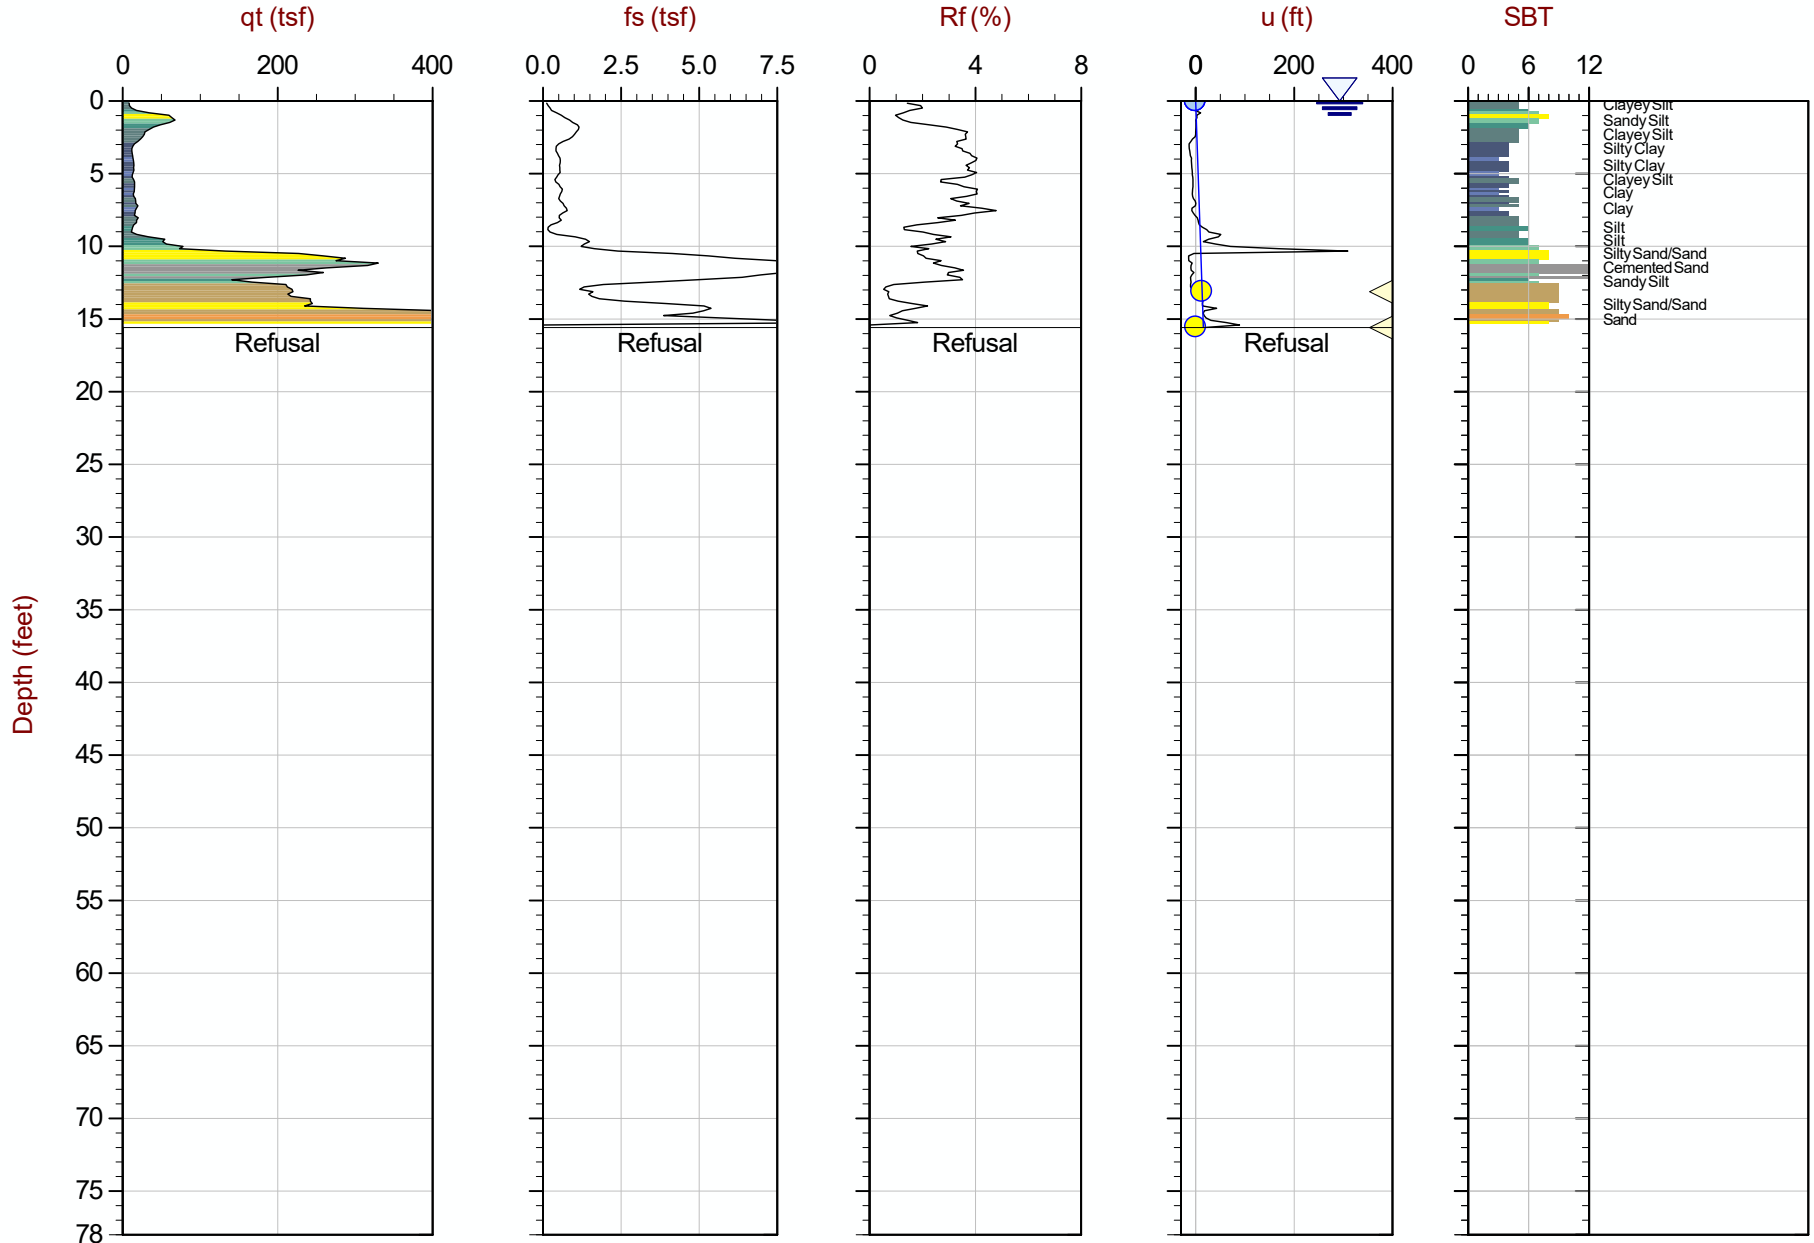 qt (tsf) fs (tsf) Rf (%) u (ft) SBT
0 200 400 0.0 2.5 5.0 7.5 0 4 8 0 200 400 0 6 12
0
5
10
15
20
25
30
35
40
45
50
55
60
65
70
75
78
Depth (feet)
Refusal Refusal Refusal Refusal
Clayey Silt
Sandy Silt
Clayey Silt
Silty Clay
Silty Clay
Clayey Silt
Clay
Clay
Silt
Silt
Silty Sand/Sand
Cemented Sand
Sandy Silt
Silty Sand/Sand
Sand